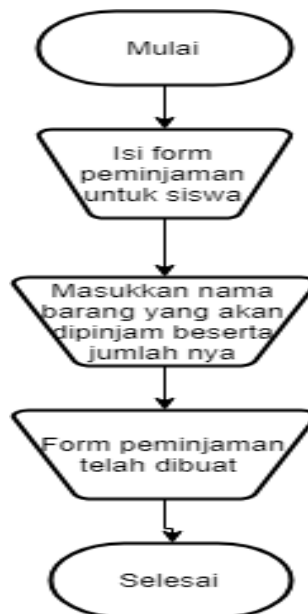 Mulai
Isi form
peminjaman
untuk siswa
Masukkan nama
barang yang akan
dipinjam beserta
jumlah nya
Form peminjaman
telah dibuat
Selesai